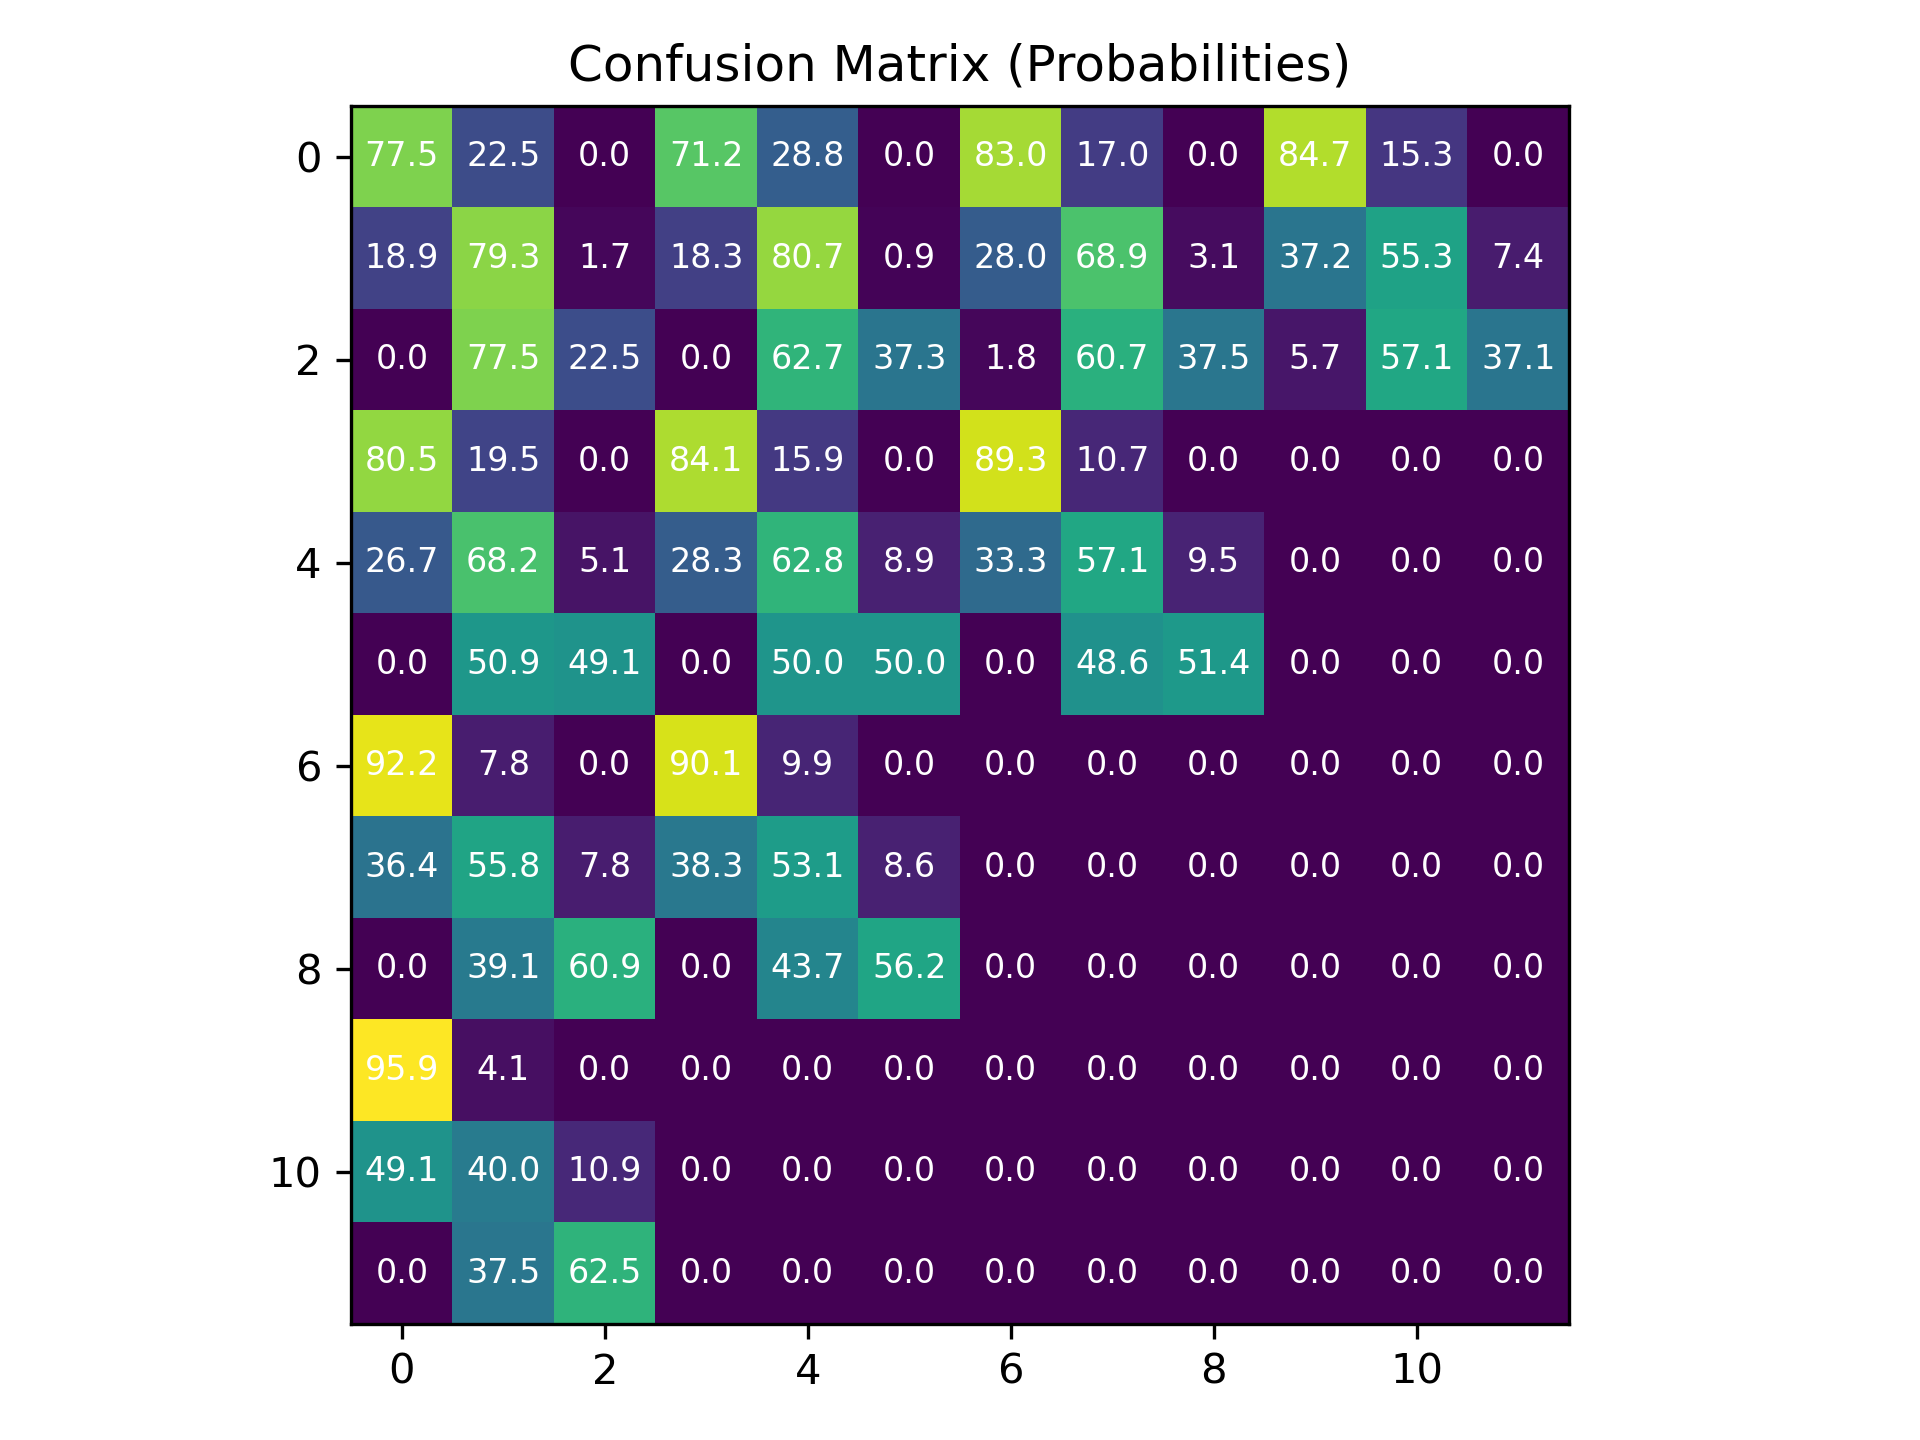 Confusion Matrix (Probabilities)
0 77.5 22.5 0.0 71.2 28.8 0.0 83.0 17.0 0.0 84.7 15.3 0.0
18.9 79.3 1.7 18.3 80.7 0.9 28.0 68.9 3.1 37.2 55.3 7.4
2 0.0 77.5 22.5 0.0 62.7 37.3 1.8 60.7 37.5 5.7 57.1 37.1
80.5 19.5 0.0 84.1 15.9 0.0 89.3 10.7 0.0 0.0 0.0 0.0
4 26.7 68.2 5.1 28.3 62.8 8.9 33.3 57.1 9.5 0.0 0.0 0.0
0.0 50.9 49.1 0.0 50.0 50.0 0.0 48.6 51.4 0.0 0.0 0.0
6 92.2 7.8 0.0 90.1 9.9 0.0 0.0 0.0 0.0 0.0 0.0 0.0
36.4 55.8 7.8 38.3 53.1 8.6 0.0 0.0 0.0 0.0 0.0 0.0
8 0.0 39.1 60.9 0.0 43.7 56.2 0.0 0.0 0.0 0.0 0.0 0.0
95.9 4.1 0.0 0.0 0.0 0.0 0.0 0.0 0.0 0.0 0.0 0.0
10 49.1 40.0 10.9 0.0 0.0 0.0 0.0 0.0 0.0 0.0 0.0 0.0
0.0 37.5 62.5 0.0 0.0 0.0 0.0 0.0 0.0 0.0 0.0 0.0
0 2 4 6 8 10